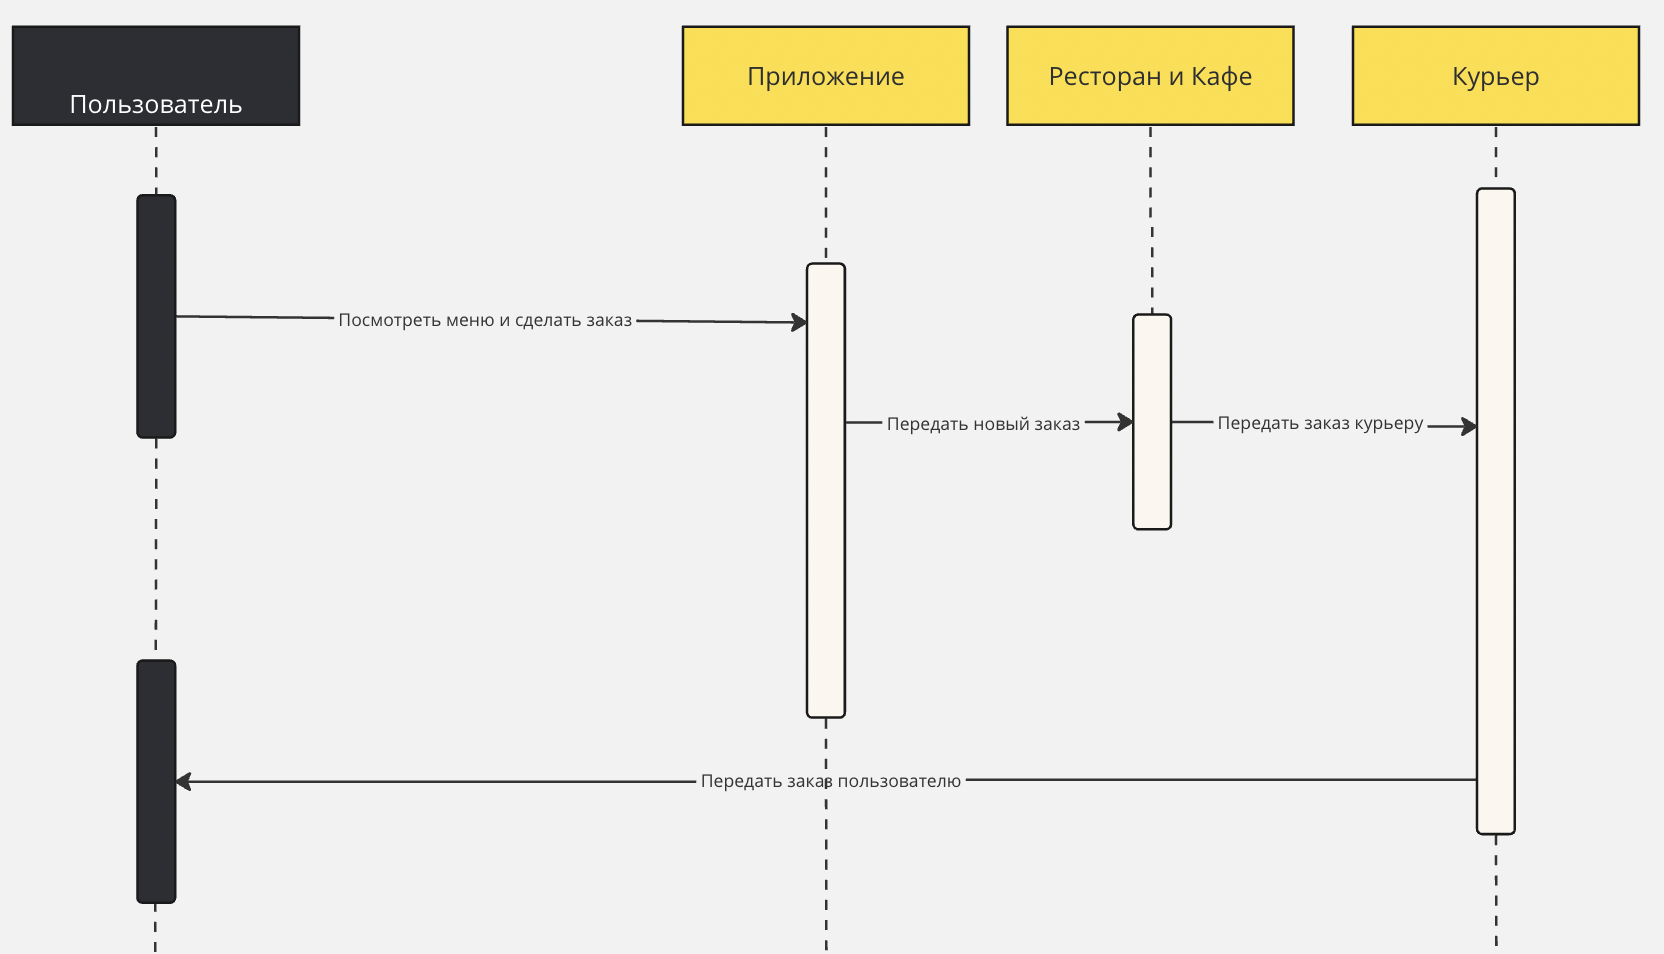 Пользователь
Приложение
Ресторан и Кафе
Курьер
Посмотреть меню и сделать заказ
Передать новый заказ
Передать заказ курьеру
Передать заказ пользователю